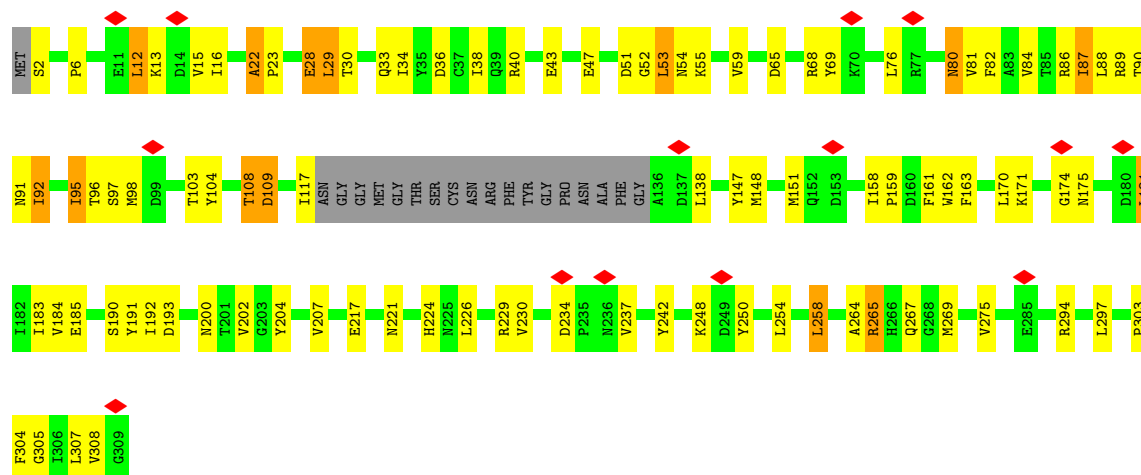 MET S2 P6 E11 L12 K13 D14 V15 I16 A22 P23 E28 L29 T30 Q33 I34 Y35 D36 C37 I38 Q39 R40 E43 E47 D51 G52 L53 N54 K55 V59 D65 R68 Y69 K70 L76 R77 N80 V81 F82 A83 V84 T85 R86 I87 L88 R89 T90
N91 I92 I95 T96 S97 M98 D99 T103 Y104 T108 D109 I117 ASN GLY GLY MET GLY THR SER CYS ASN ARG PHE TYR GLY PRO ASN ALA PHE GLY A136 D137 L138 Y147 M148 M151 Q152 D153 I158 P159 D160 F161 W162 F163 L170 K171 G174 N175 D180
I182 I183 V184 E185 S190 Y191 I192 D193 N200 T201 V202 G203 Y204 V207 E217 N221 H224 N225 L226 R229 V230 D234 P235 N236 V237 Y242 K248 D249 Y250 L254 L258 A264 R265 H266 Q267 G268 M269 V275 E285 R294 L297
F304 G305 I306 L307 V308 G309